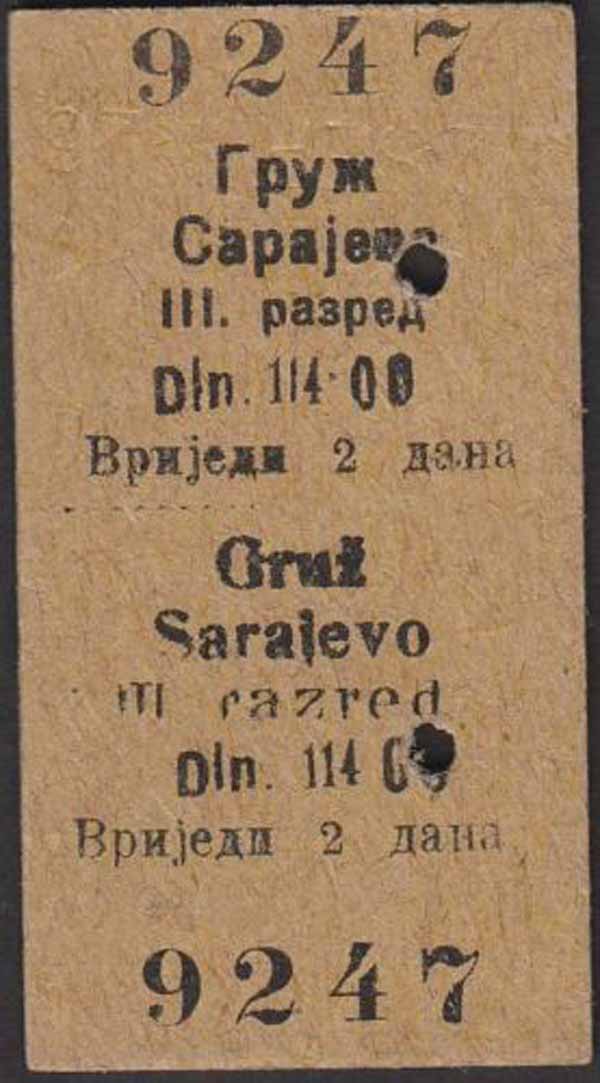 9247
Груж
Сарајево
III. разред
Din. 114·00
Вриједи 2 дана
Gruž
Sarajevo
III razred
Din. 114 00
Вриједи 2 дана
9247